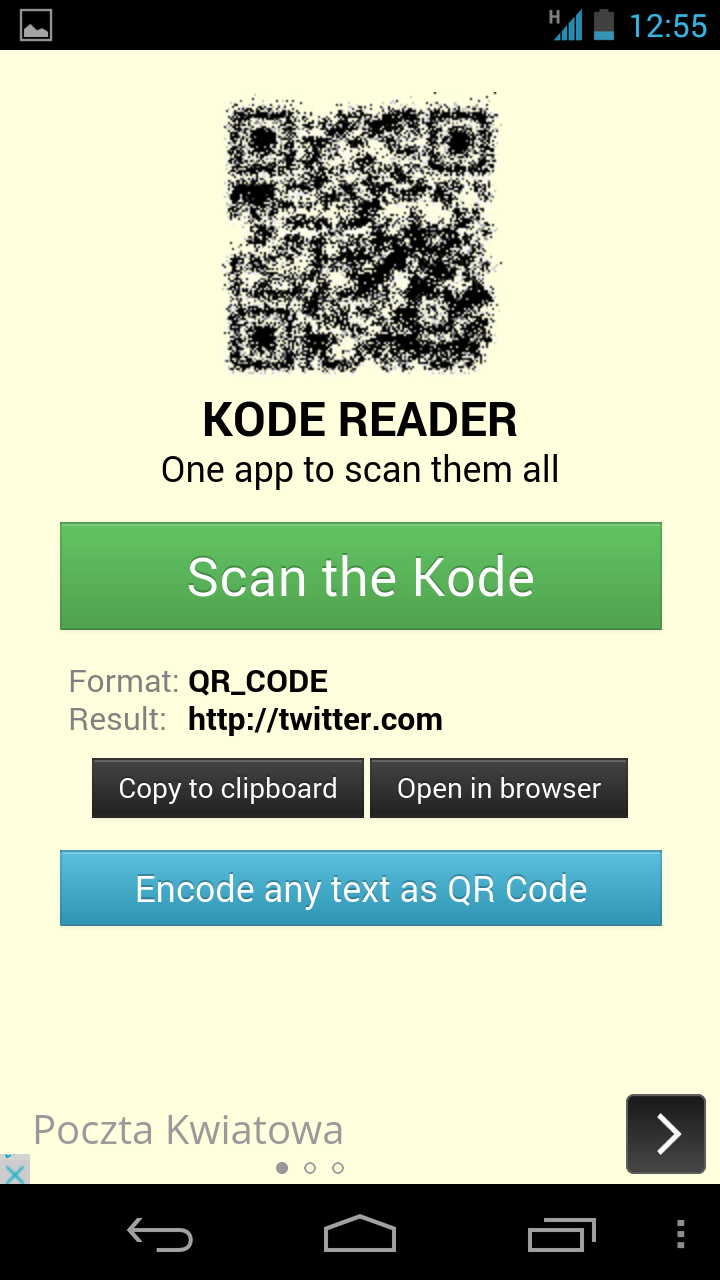 H 12:55
KODE READER
One app to scan them all
Scan the Kode
Format: QR_CODE
Result: http://twitter.com
Copy to clipboard Open in browser
Encode any text as QR Code
Poczta Kwiatowa